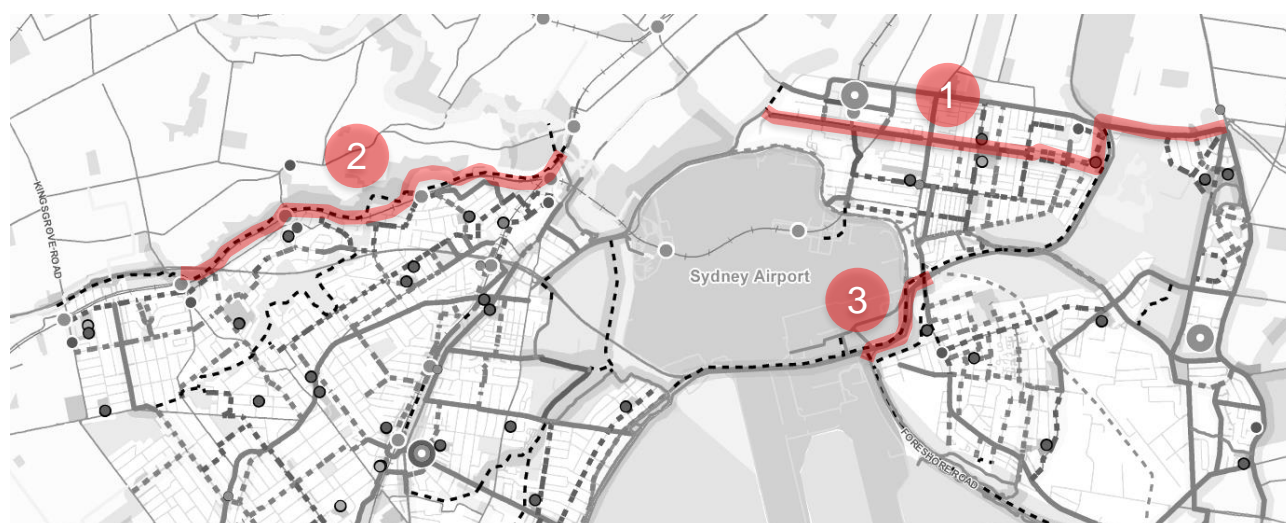 1
2
KINGSGROVE ROAD
Sydney Airport
3
FORESHORE ROAD